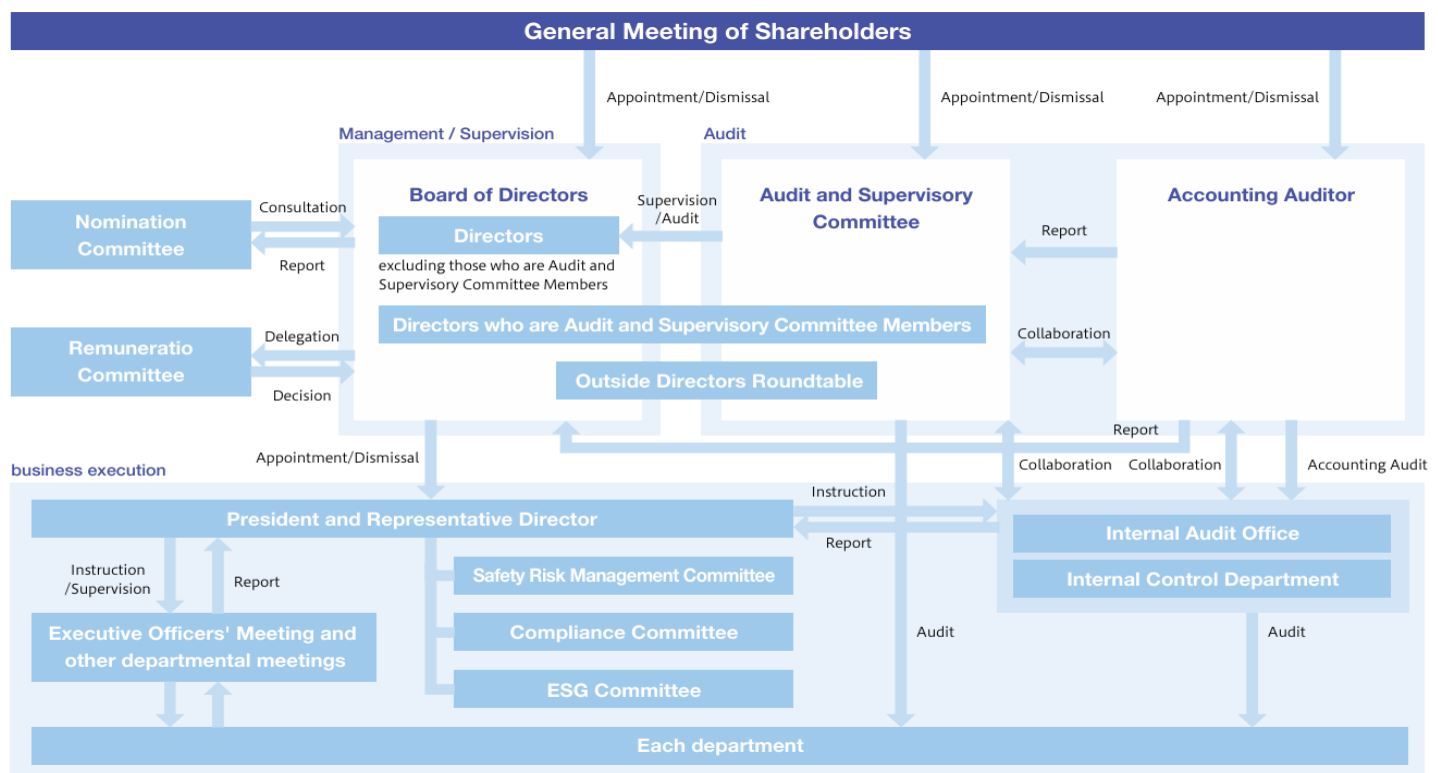 General Meeting of Shareholders
Appointment/Dismissal
Appointment/Dismissal
Appointment/Dismissal
Management / Supervision
Audit
Board of Directors
Audit and Supervisory
Committee
Accounting Auditor
Nomination
Committee
Consultation
Report
Directors
excluding those who are Audit and
Supervisory Committee Members
Supervision
/Audit
Report
Directors who are Audit and Supervisory Committee Members
Remuneratio
Committee
Delegation
Decision
Collaboration
Outside Directors Roundtable
Appointment/Dismissal
Report
Collaboration
Collaboration
Accounting Audit
business execution
President and Representative Director
Instruction
Report
Internal Audit Office
Internal Control Department
Instruction
/Supervision
Report
Safety Risk Management Committee
Compliance Committee
ESG Committee
Executive Officers' Meeting and
other departmental meetings
Audit
Audit
Each department